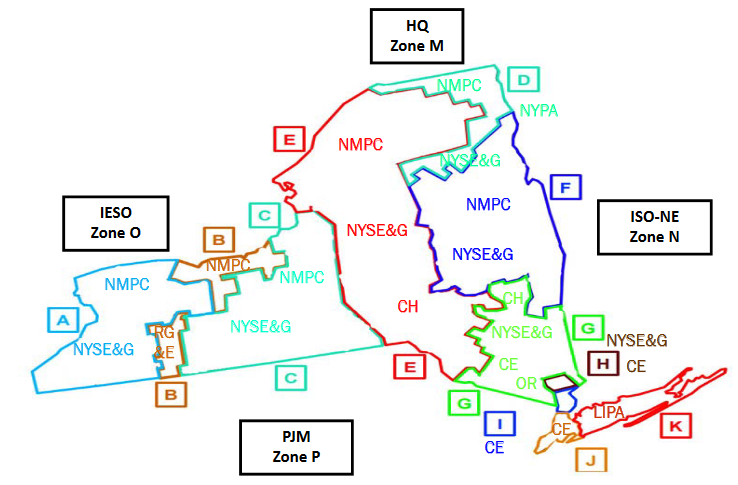 HQ
Zone M
NMPC
D
NYPA
E
NMPC
NYSE&G
F
IESO
Zone O
C
B
NMPC
ISO-NE
Zone N
NYSE&G
NYSE&G
NMPC
NMPC
NMPC
CH
CH
A
NYSE&G
RG
&E
NYSE&G
NYSE&G
G
NYSE&G
H
CE
CE
B
C
E
OR
G
I
CE
LIPA
CE
K
J
PJM
Zone P